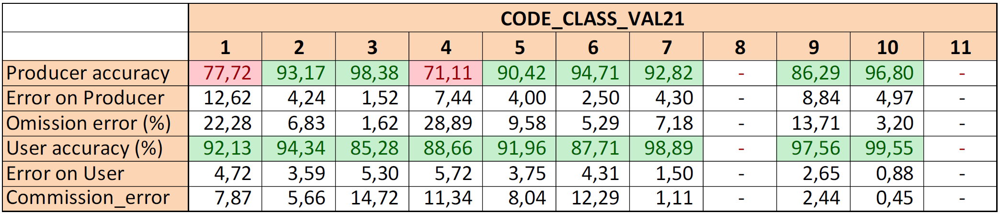 CODE_CLASS_VAL21
1 2 3 4 5 6 7 8 9 10 11
Producer accuracy 77,72 93,17 98,38 71,11 90,42 94,71 92,82 - 86,29 96,80 -
Error on Producer 12,62 4,24 1,52 7,44 4,00 2,50 4,30 - 8,84 4,97 -
Omission error (%) 22,28 6,83 1,62 28,89 9,58 5,29 7,18 - 13,71 3,20 -
User accuracy (%) 92,13 94,34 85,28 88,66 91,96 87,71 98,89 - 97,56 99,55 -
Error on User 4,72 3,59 5,30 5,72 3,75 4,31 1,50 - 2,65 0,88 -
Commission_error 7,87 5,66 14,72 11,34 8,04 12,29 1,11 - 2,44 0,45 -